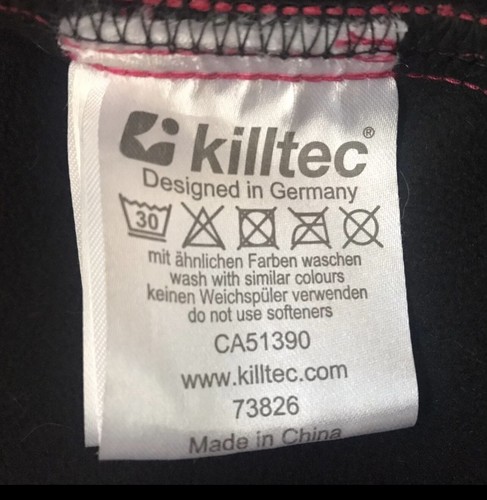 killtec®
Designed in Germany
30
mit ähnlichen Farben waschen
wash with similar colours
keinen Weichspüler verwenden
do not use softeners
CA51390
www.killtec.com
73826
Made in China